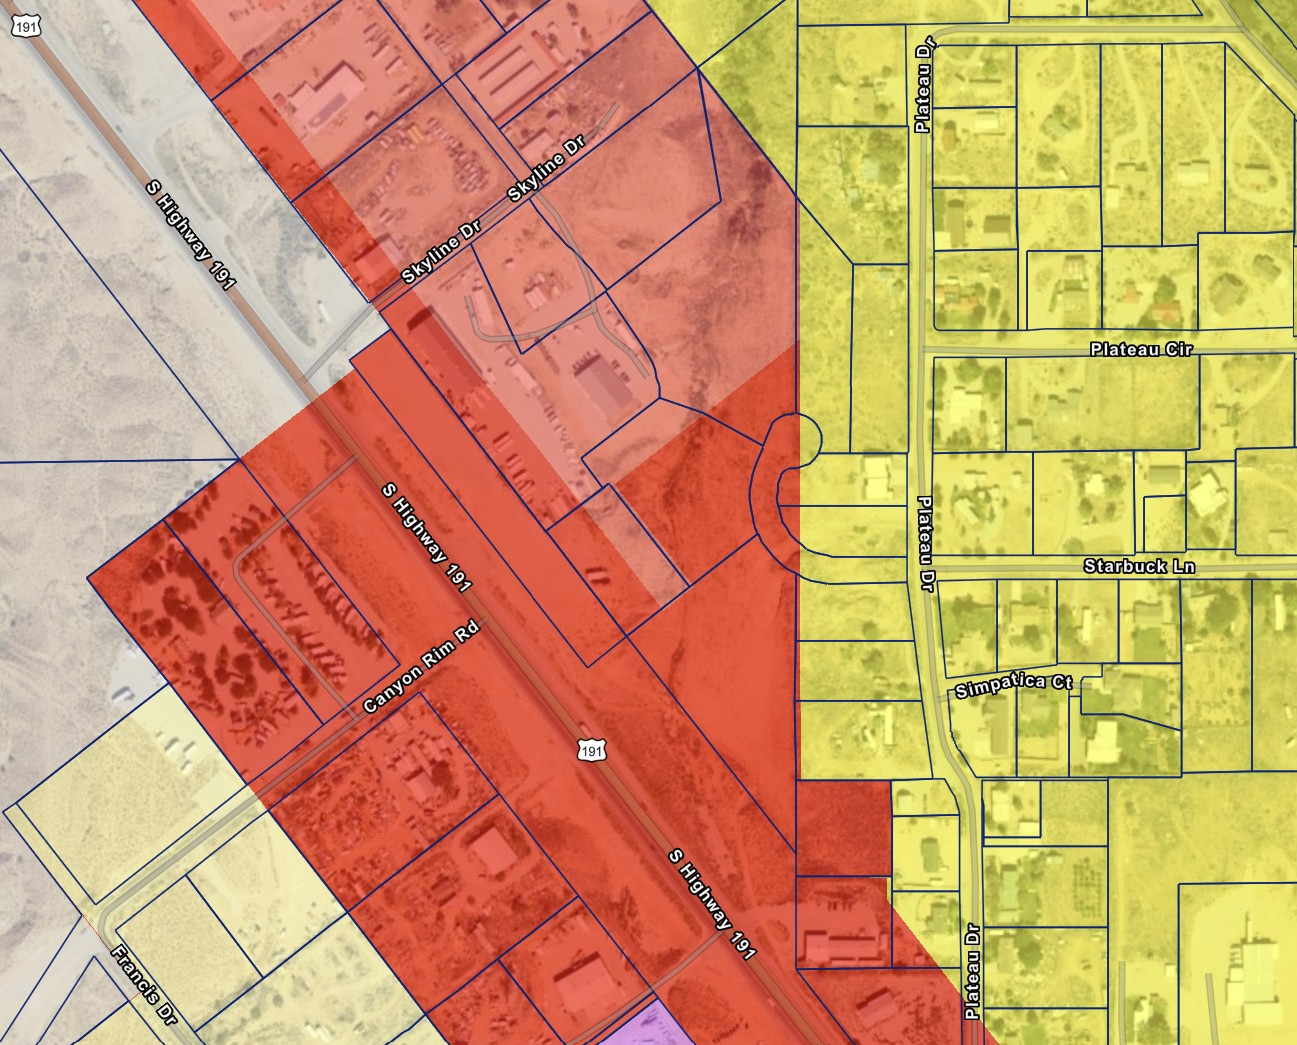 191
Plateau Dr
Skyline Dr
Skyline Dr
S Highway 191
Plateau Cir
S Highway 191
Plateau Dr
Starbuck Ln
Canyon Rim Rd
Simpatica Ct
191
S Highway 191
Plateau Dr
Francis Dr